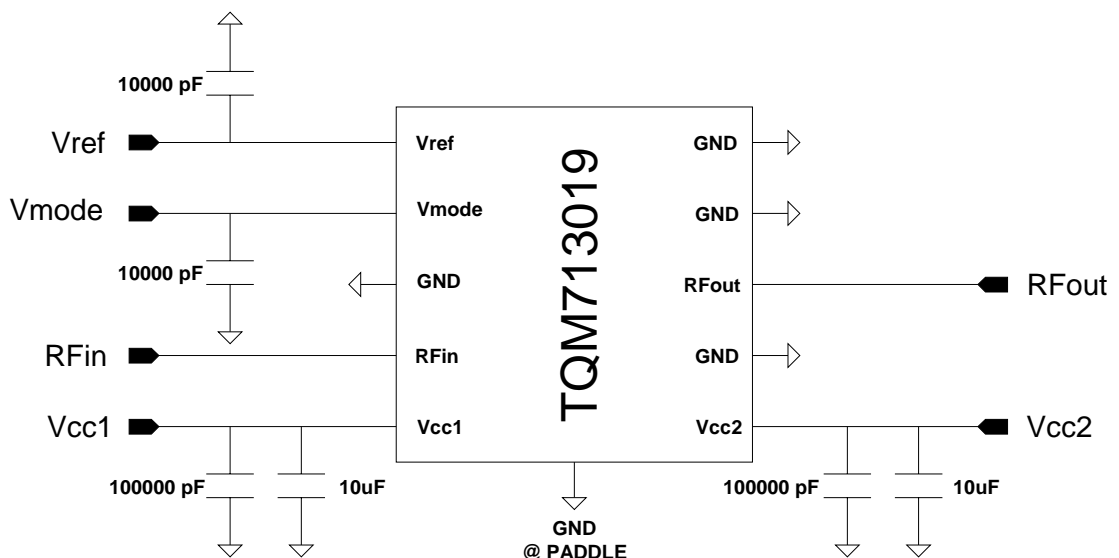 10000 pF
Vref
Vref
GND
Vmode
Vmode
GND
10000 pF
GND
RFout
RFout
RFin
RFin
GND
Vcc1
Vcc1
Vcc2
Vcc2
100000 pF
10uF
100000 pF
10uF
TQM713019
GND
@ PADDLE